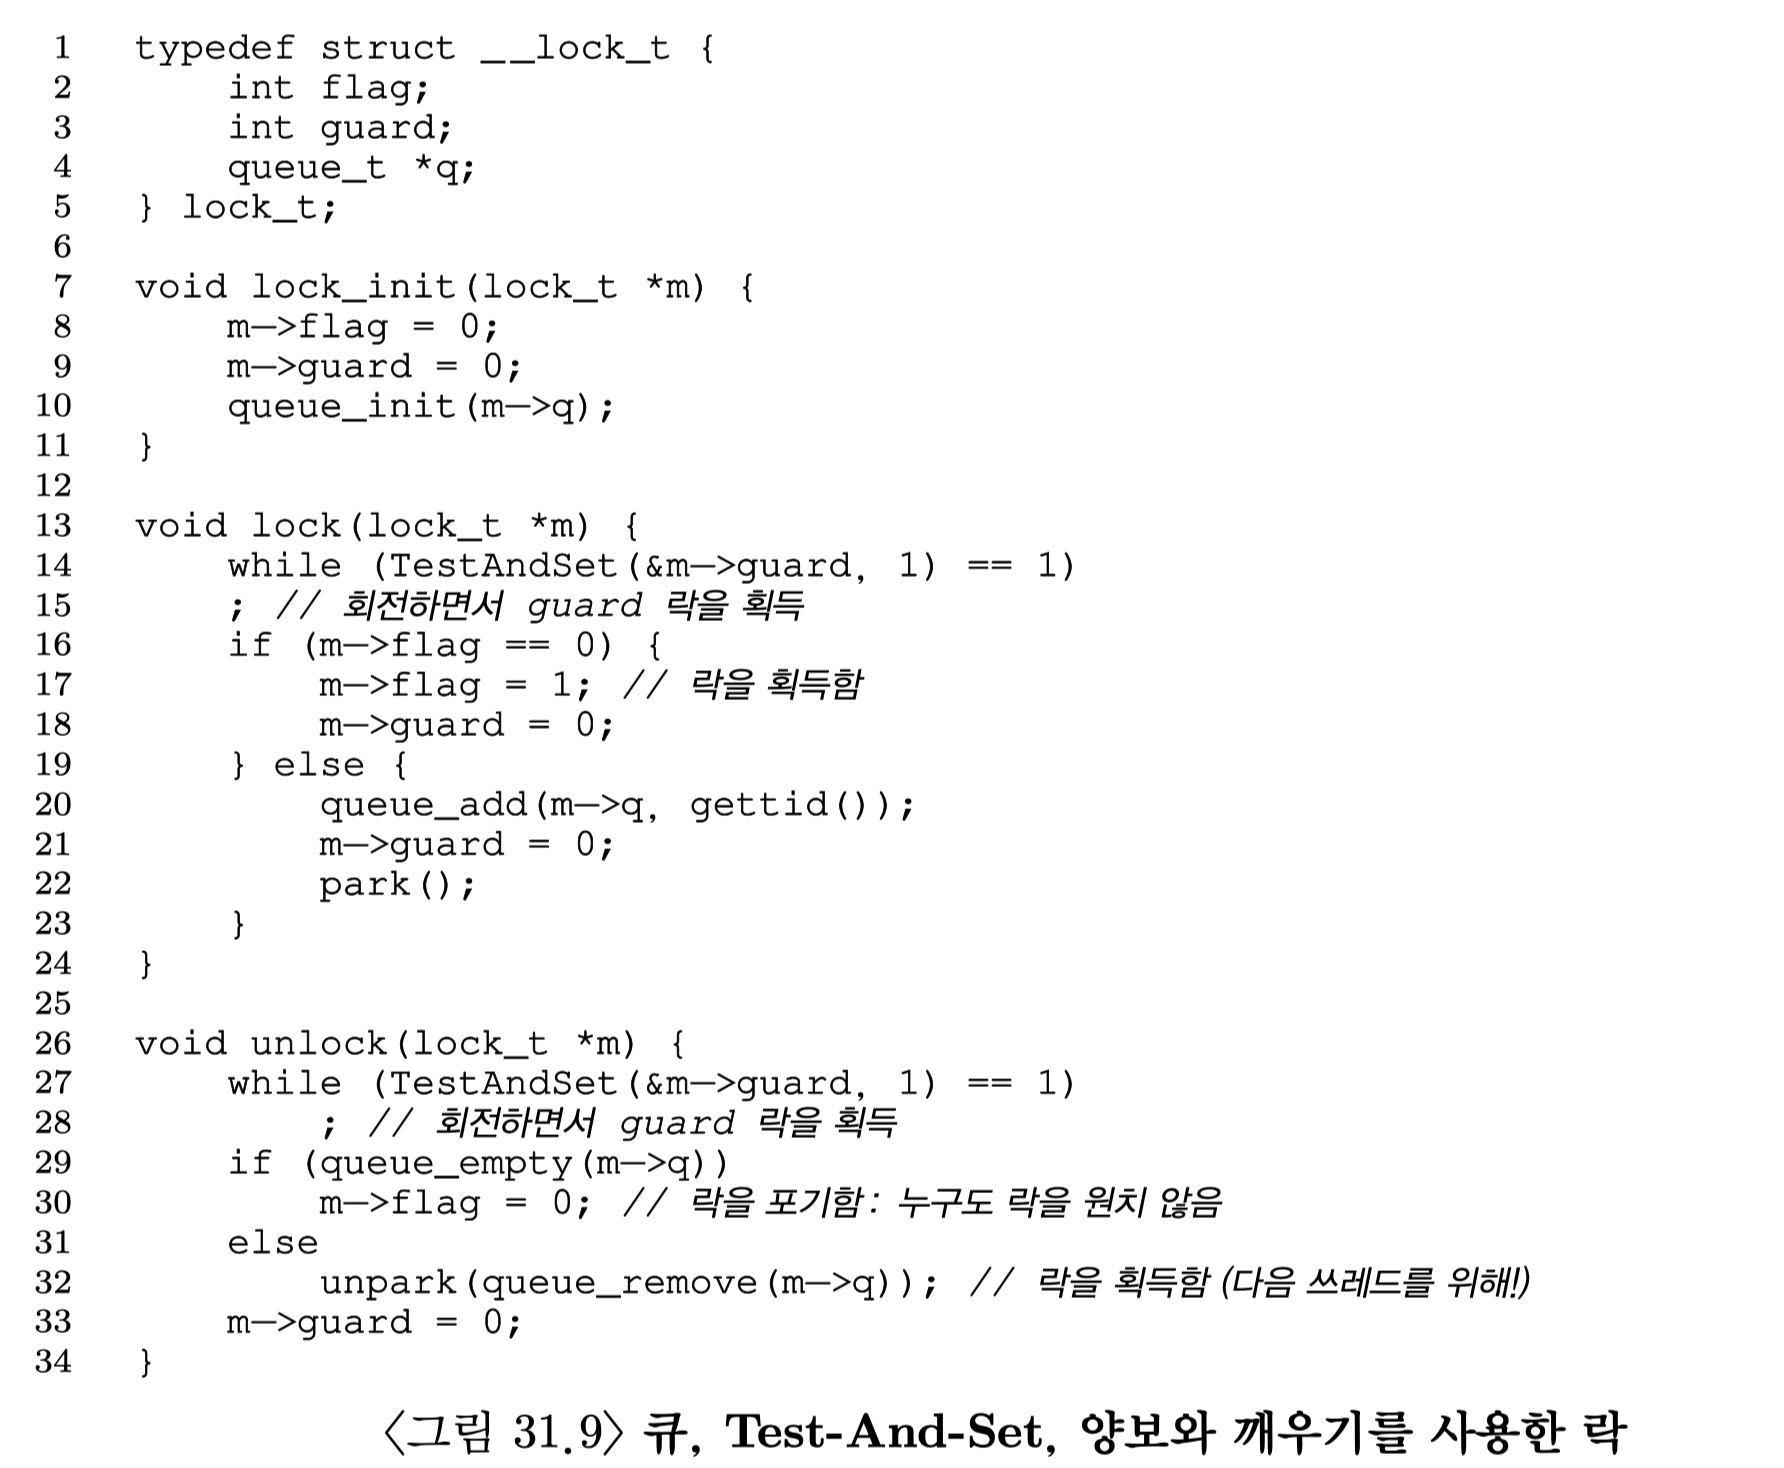 1 typedef struct __lock_t {
2 int flag;
3 int guard;
4 queue_t *q;
5 } lock_t;
6
7 void lock_init(lock_t *m) {
8 m—>flag = 0;
9 m—>guard = 0;
10 queue_init(m—>q);
11 }
12
13 void lock(lock_t *m) {
14 while (TestAndSet(&m—>guard, 1) == 1)
15 ; // 회전하면서 guard 락을 획득
16 if (m—>flag == 0) {
17 m—>flag = 1; // 락을 획득함
18 m—>guard = 0;
19 } else {
20 queue_add(m—>q, gettid());
21 m—>guard = 0;
22 park();
23 }
24 }
25
26 void unlock(lock_t *m) {
27 while (TestAndSet(&m—>guard, 1) == 1)
28 ; // 회전하면서 guard 락을 획득
29 if (queue_empty(m—>q))
30 m—>flag = 0; // 락을 포기함: 누구도 락을 원치 않음
31 else
32 unpark(queue_remove(m—>q)); // 락을 획득함 (다음 쓰레드를 위해!)
33 m—>guard = 0;
34 }
〈그림 31.9〉 큐, Test-And-Set, 양보와 깨우기를 사용한 락